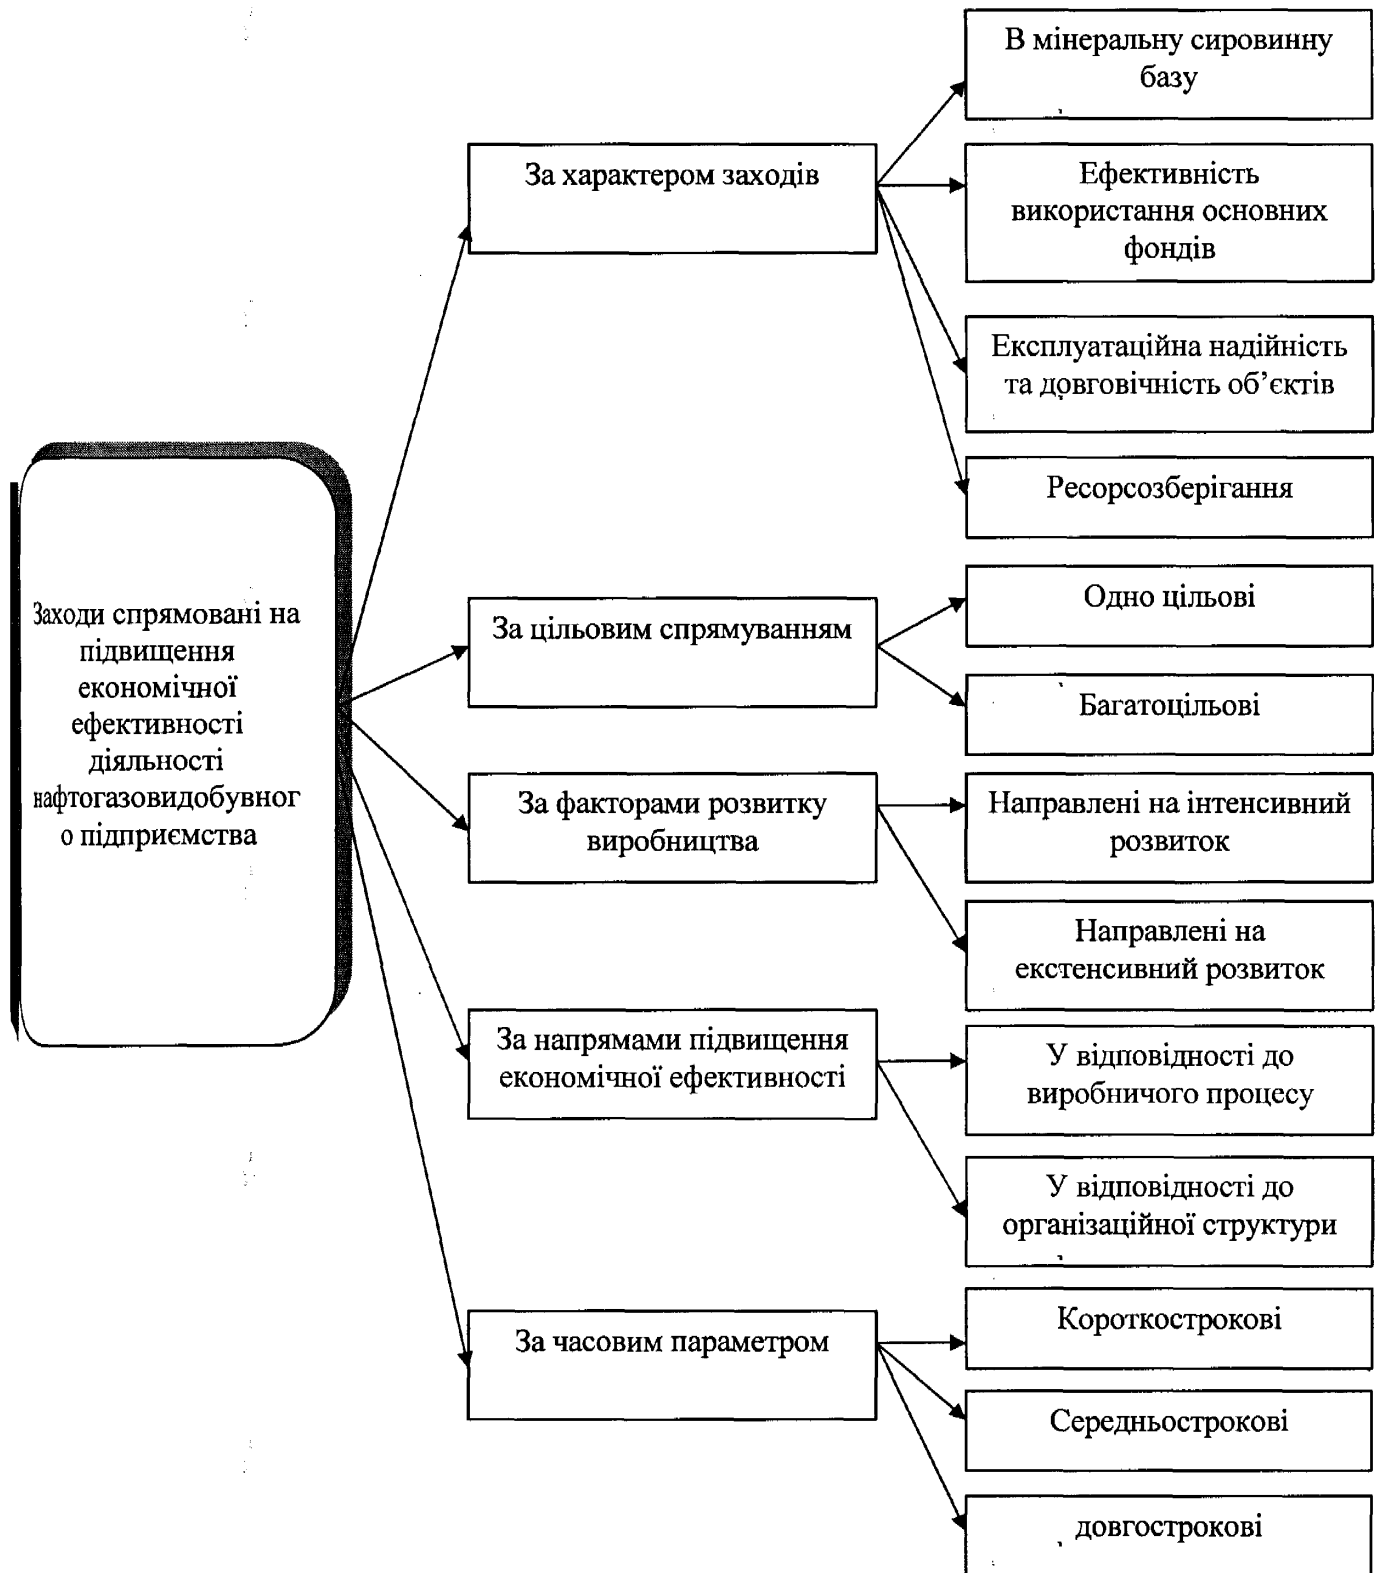 В мінеральну сировинну
базу
За характером заходів
Ефективність
використання основних
фондів
Експлуатаційна надійність
та довговічність об’єктів
Ресорсозберігання
Заходи спрямовані на
підвищення
економічної
ефективності
діяльності
нафтогазовидобувног
о підприємства
За цільовим спрямуванням
Одно цільові
Багатоцільові
За факторами розвитку
виробництва
Направлені на інтенсивний
розвиток
Направлені на
екстенсивний розвиток
За напрямами підвищення
економічної ефективності
У відповідності до
виробничого процесу
У відповідності до
організаційної структури
За часовим параметром
Короткострокові
Середньострокові
довгострокові